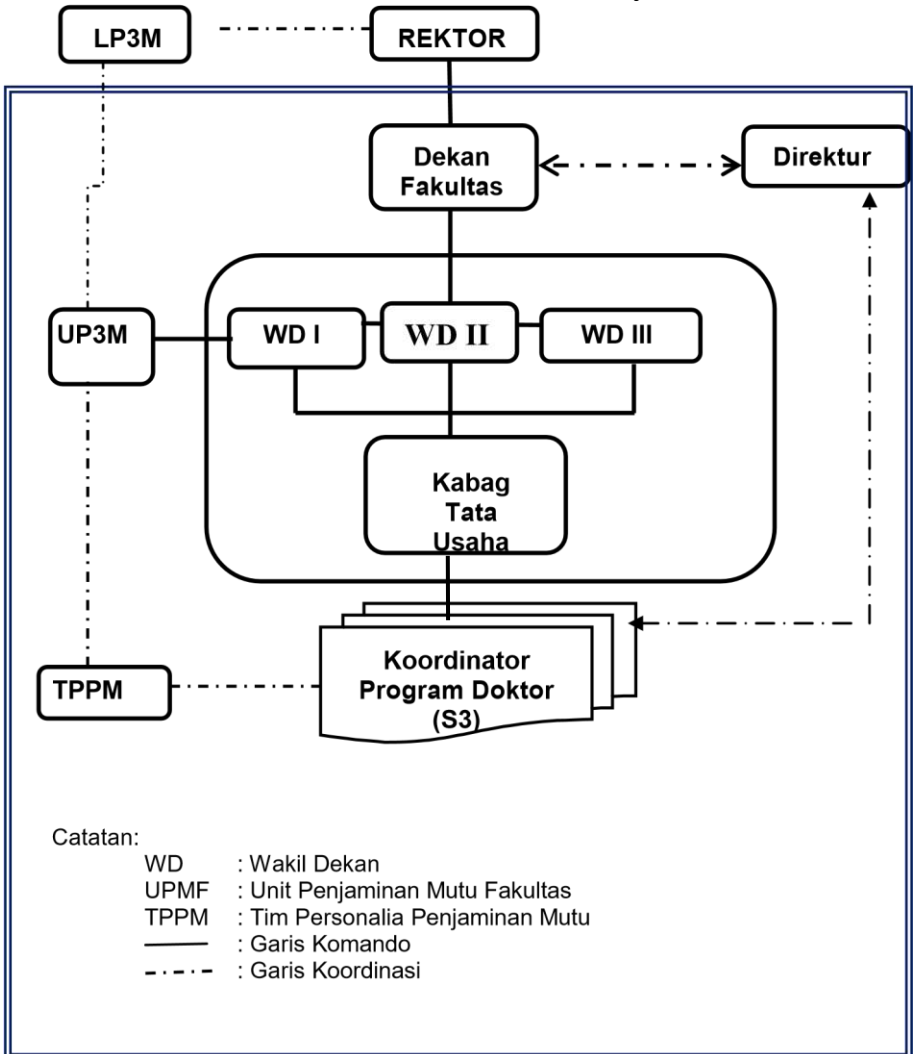 LP3M
REKTOR
Dekan
Fakultas
Direktur
UP3M
WD I
WD II
WD III
Kabag
Tata
Usaha
Koordinator
Program Doktor
(S3)
TPPM
Catatan:
WD : Wakil Dekan
UPMF : Unit Penjaminan Mutu Fakultas
TPPM : Tim Personalia Penjaminan Mutu
: Garis Komando
: Garis Koordinasi